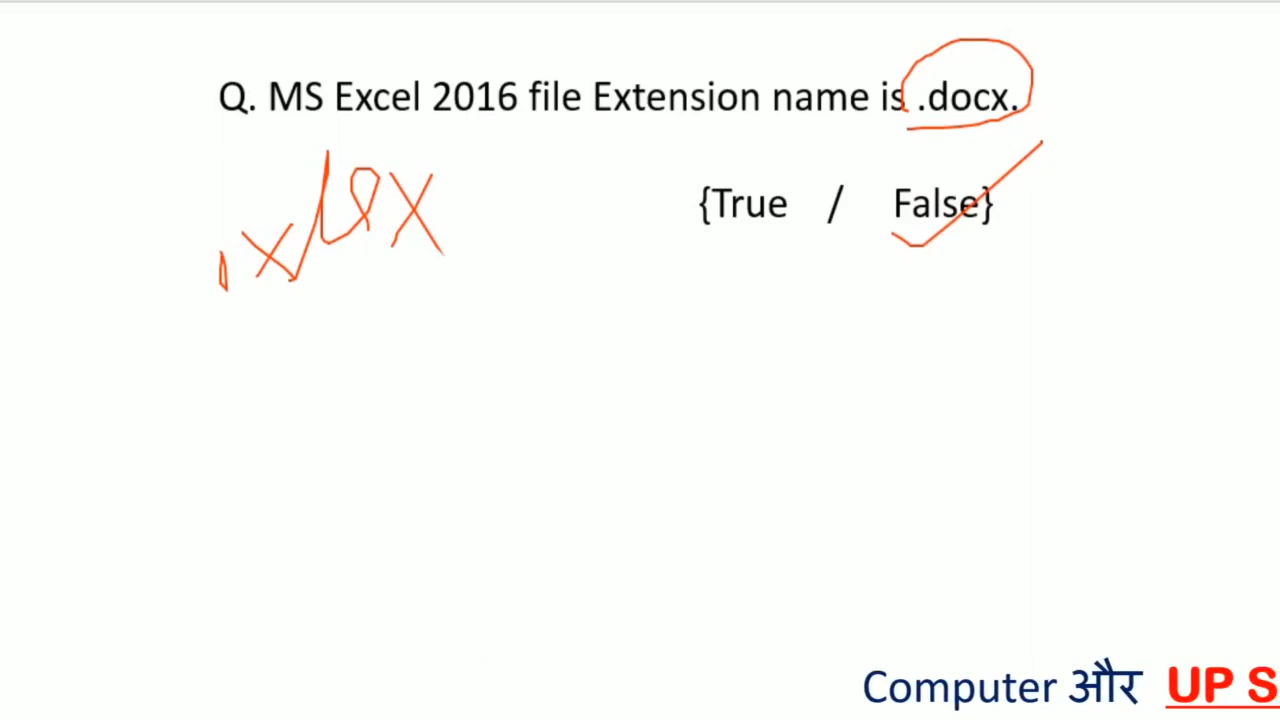 Q. MS Excel 2016 file Extension name is .docx.
.xlsx
{True / False}
Computer और UP S